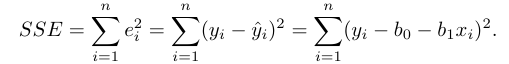 $SSE = \sum_{i=1}^{n} e_i^2 = \sum_{i=1}^{n} (y_i - \hat{y}_i)^2 = \sum_{i=1}^{n} (y_i - b_0 - b_1 x_i)^2.$